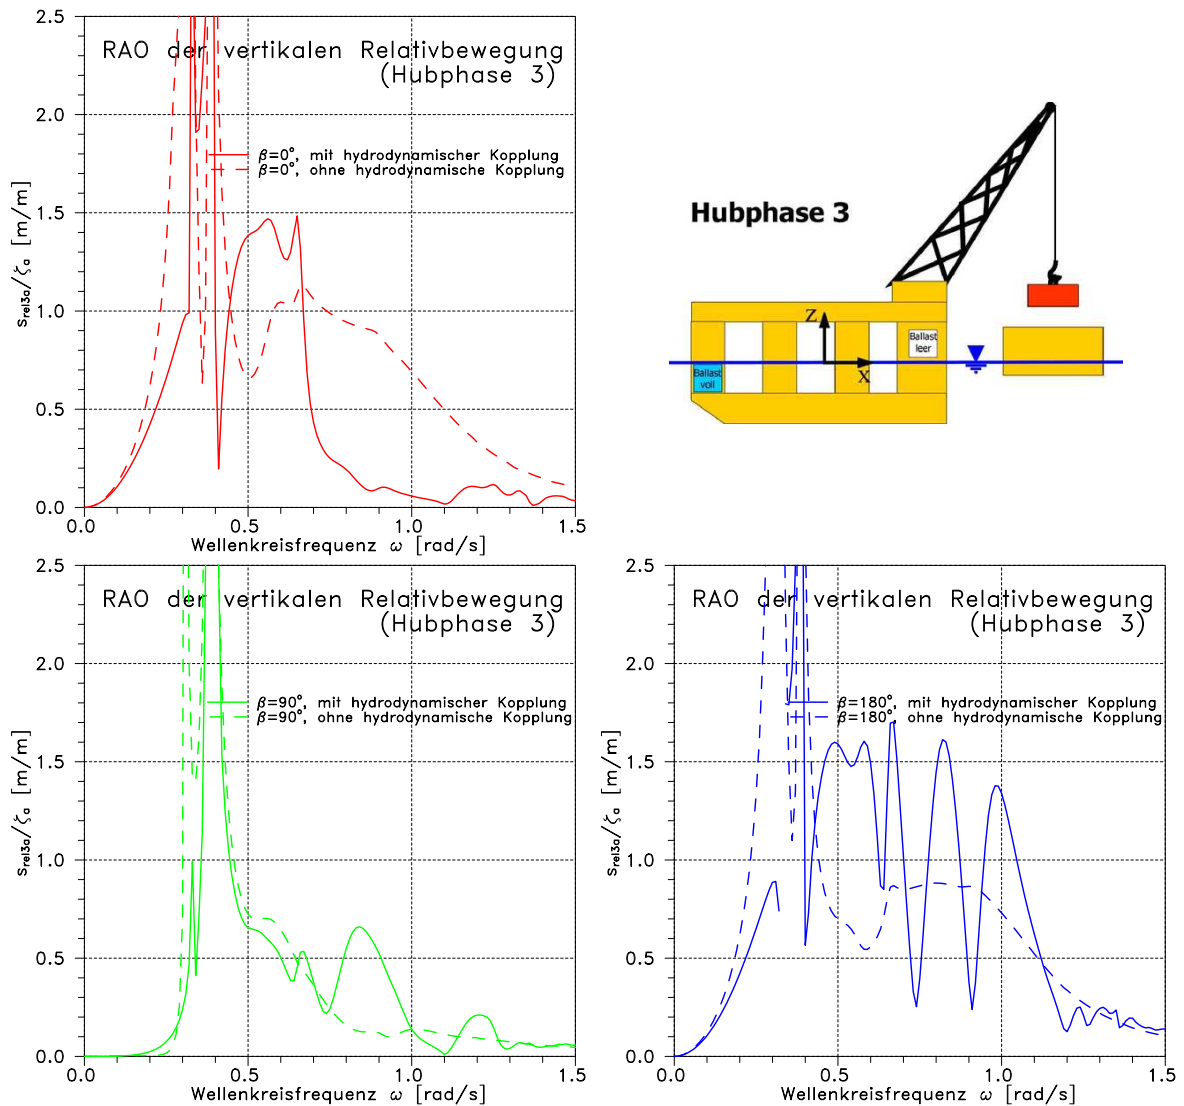 RAO der vertikalen Relativbewegung
(Hubphase 3)
β=0°, mit hydrodynamischer Kopplung
β=0°, ohne hydrodynamische Kopplung
s_rel3a/ζ_a [m/m]
2.5
2.0
1.5
1.0
0.5
0.0
0.0 0.5 1.0 1.5
Wellenkreisfrequenz ω [rad/s]
Hubphase 3
Z
X
Ballast
leer
Ballast
voll
RAO der vertikalen Relativbewegung
(Hubphase 3)
β=90°, mit hydrodynamischer Kopplung
β=90°, ohne hydrodynamische Kopplung
s_rel3a/ζ_a [m/m]
2.5
2.0
1.5
1.0
0.5
0.0
0.0 0.5 1.0 1.5
Wellenkreisfrequenz ω [rad/s]
RAO der vertikalen Relativbewegung
(Hubphase 3)
β=180°, mit hydrodynamischer Kopplung
β=180°, ohne hydrodynamische Kopplung
s_rel3a/ζ_a [m/m]
2.5
2.0
1.5
1.0
0.5
0.0
0.0 0.5 1.0 1.5
Wellenkreisfrequenz ω [rad/s]